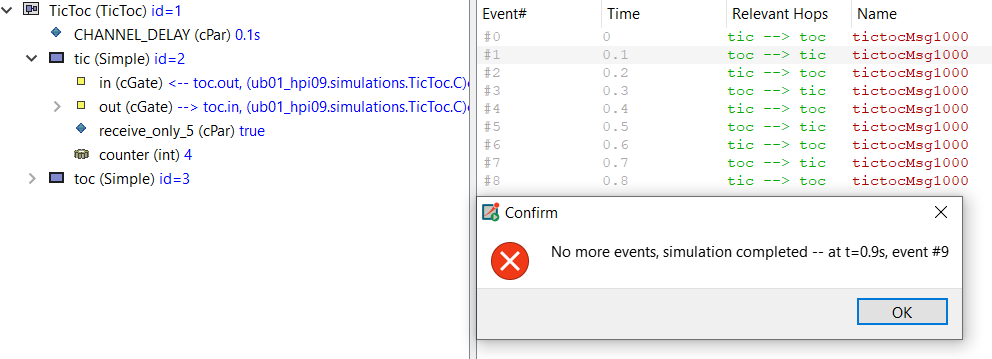 TicToc (TicToc) id=1
CHANNEL_DELAY (cPar) 0.1s
tic (Simple) id=2
in (cGate) <-- toc.out, (ub01_hpi09.simulations.TicToc.C)
out (cGate) --> toc.in, (ub01_hpi09.simulations.TicToc.C)
receive_only_5 (cPar) true
counter (int) 4
toc (Simple) id=3
Event# Time Relevant Hops Name
#0 0 tic --> toc tictocMsg1000
#1 0.1 toc --> tic tictocMsg1000
#2 0.2 tic --> toc tictocMsg1000
#3 0.3 toc --> tic tictocMsg1000
#4 0.4 tic --> toc tictocMsg1000
#5 0.5 toc --> tic tictocMsg1000
#6 0.6 tic --> toc tictocMsg1000
#7 0.7 toc --> tic tictocMsg1000
#8 0.8 tic --> toc tictocMsg1000
Confirm
No more events, simulation completed -- at t=0.9s, event #9
OK